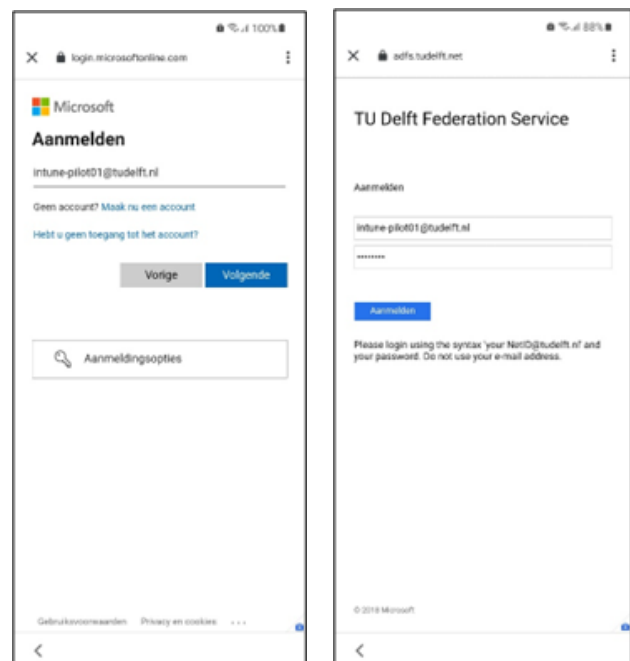 100%
login.microsoftonline.com
Microsoft
Aanmelden
intune-pilot01@tudelft.nl
Geen account? Maak nu een account
Hebt u geen toegang tot het account?
Vorige
Volgende
Aanmeldingsopties
Gebruiksvoorwaarden Privacy en cookies ...
88%
adfs.tudelft.net
TU Delft Federation Service
Aanmelden
intune-pilot01@tudelft.nl
••••••••
Aanmelden
Please login using the syntax 'your NetID@tudelft.nl' and
your password. Do not use your e-mail address.
© 2018 Microsoft